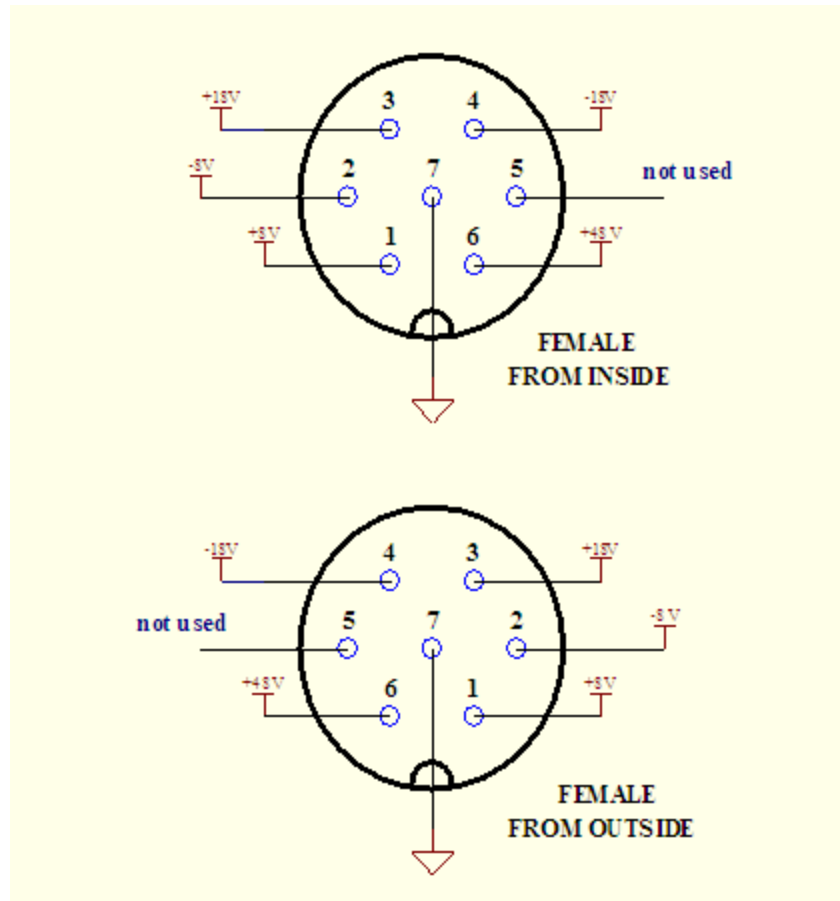 +18V 3 4 -18V
-8V 2 7 5 not used
+8V 1 6 +48V
FEMALE
FROM INSIDE
-18V 4 3 +18V
not used 5 7 2 -8V
+48V 6 1 +8V
FEMALE
FROM OUTSIDE